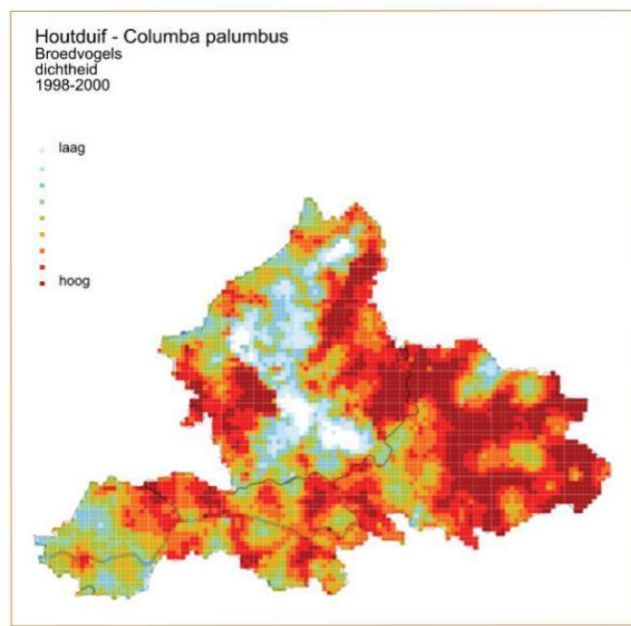 Houtduif - Columba palumbus
Broedvogels
dichtheid
1998-2000
laag
hoog